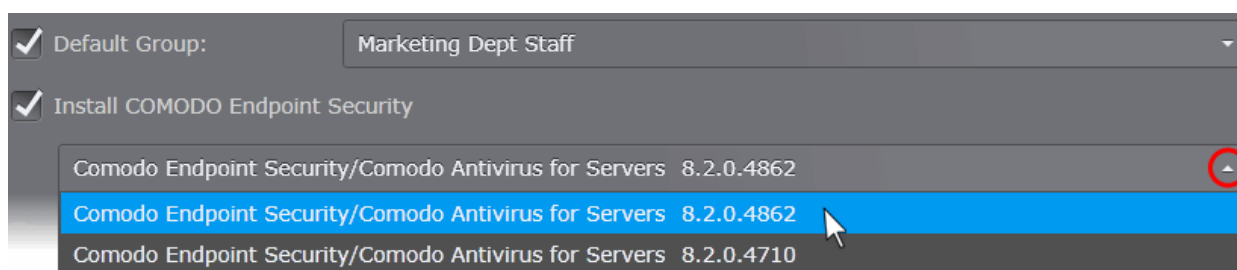 Default Group: Marketing Dept Staff
Install COMODO Endpoint Security
Comodo Endpoint Security/Comodo Antivirus for Servers 8.2.0.4862
Comodo Endpoint Security/Comodo Antivirus for Servers 8.2.0.4862
Comodo Endpoint Security/Comodo Antivirus for Servers 8.2.0.4710